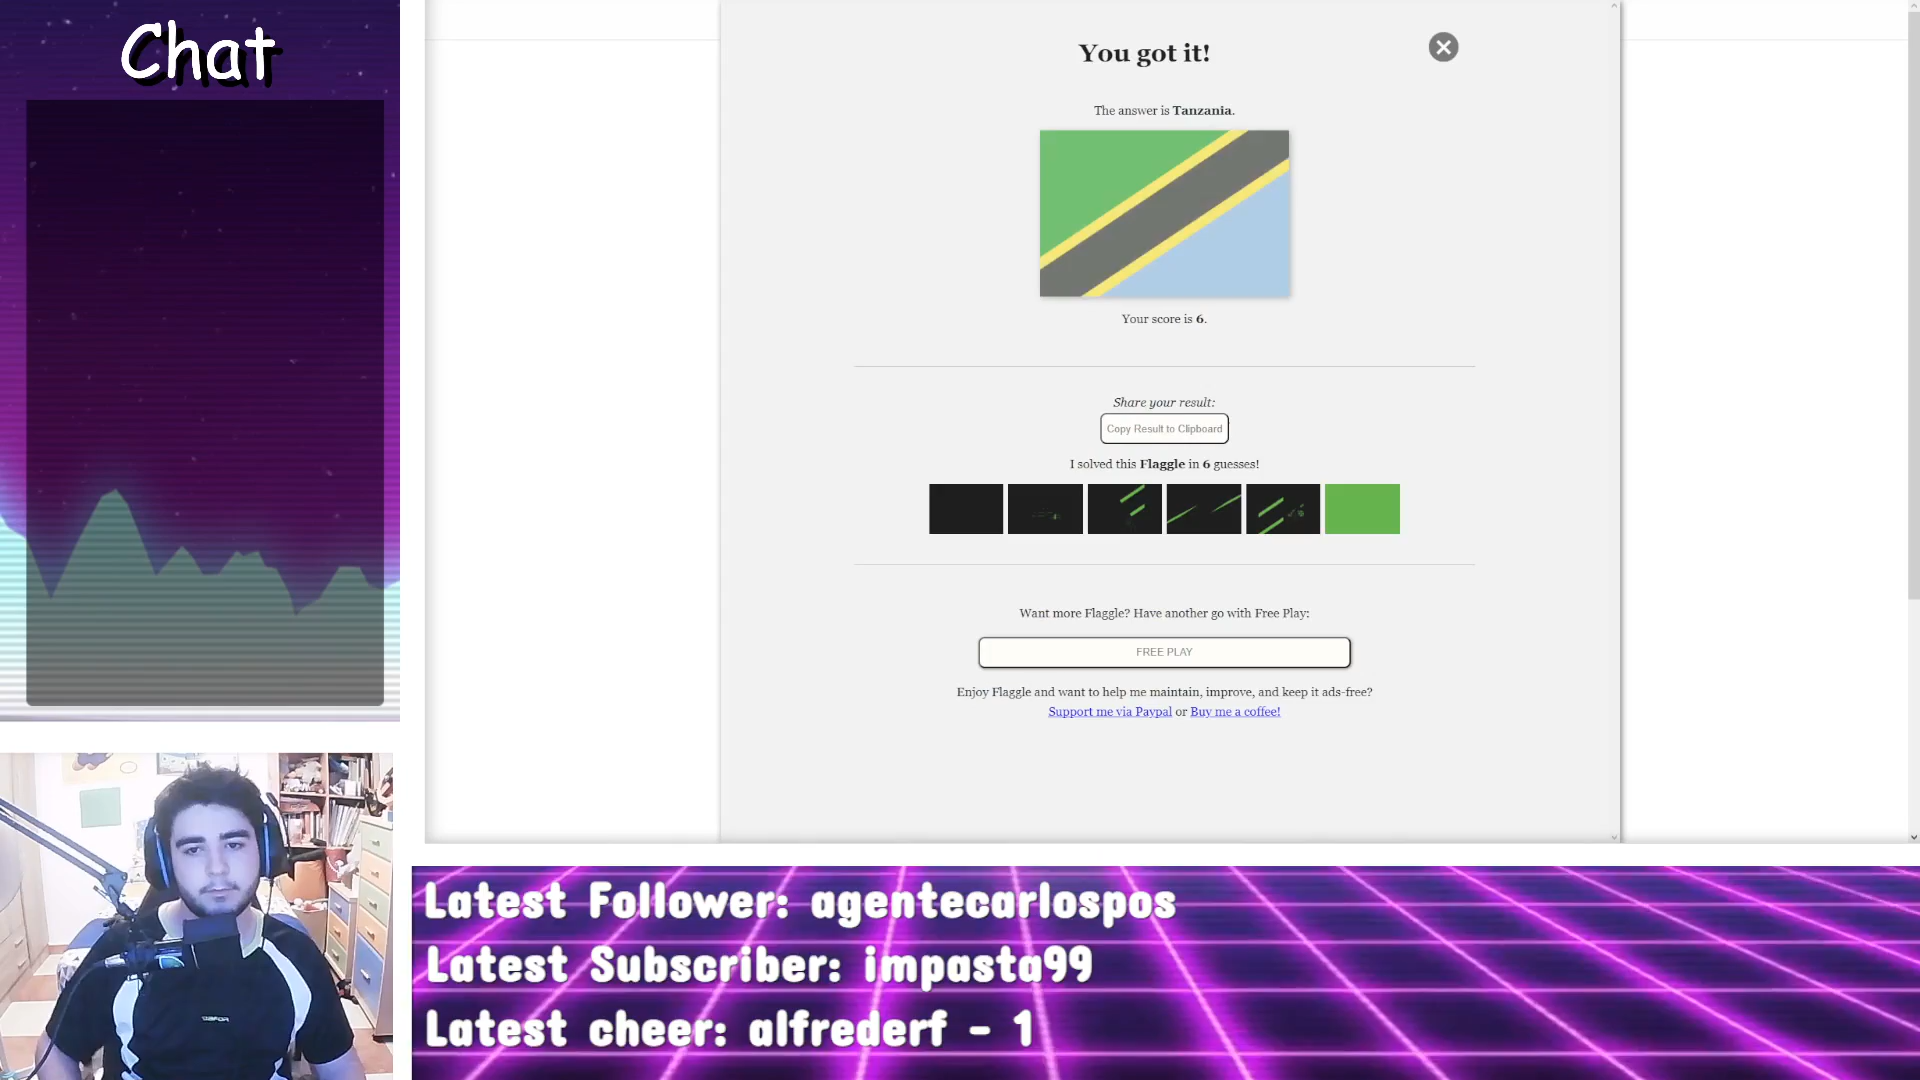 Chat
You got it!
The answer is Tanzania.
Your score is 6.
Share your result:
Copy Result to Clipboard
I solved this Flaggle in 6 guesses!
Want more Flaggle? Have another go with Free Play:
FREE PLAY
Enjoy Flaggle and want to help me maintain, improve, and keep it ads-free?
Support me via Paypal or Buy me a coffee!
Latest Follower: agentecarlospos
Latest Subscriber: impasta99
Latest cheer: alfrederf - 1